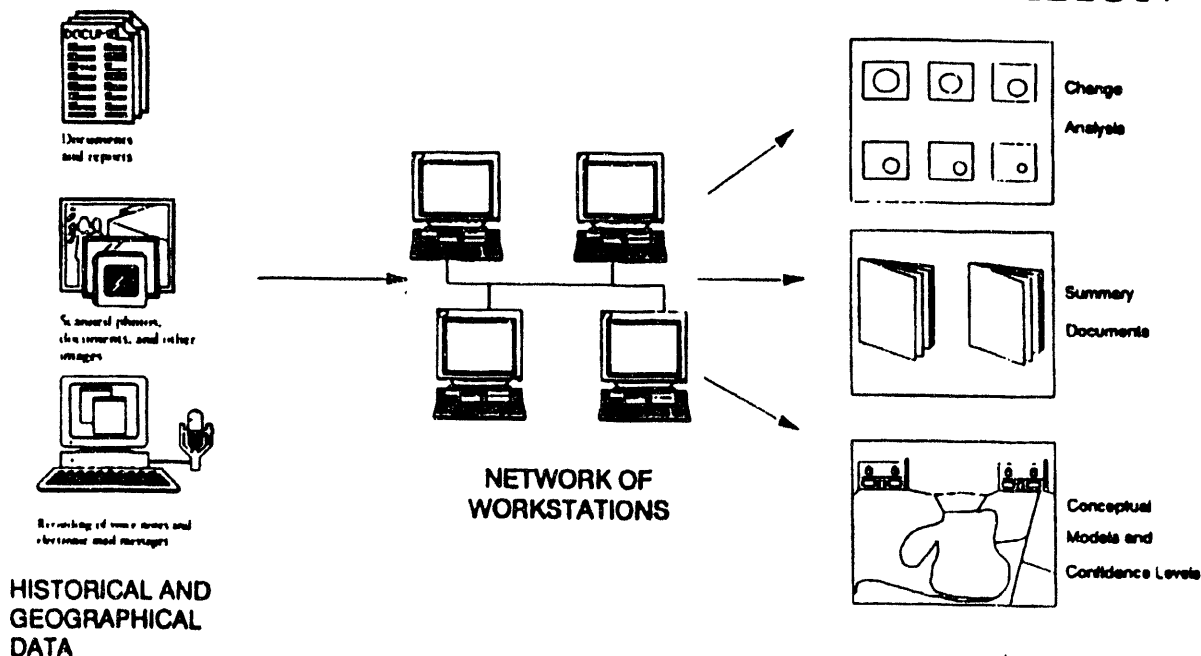 DOCUMENTS
Documents
and reports
Scanned photos,
documents, and other
images
Recording of voice notes and
electronic mail messages
HISTORICAL AND
GEOGRAPHICAL
DATA
NETWORK OF
WORKSTATIONS
Change
Analysis
Summary
Documents
Conceptual
Models and
Confidence Levels